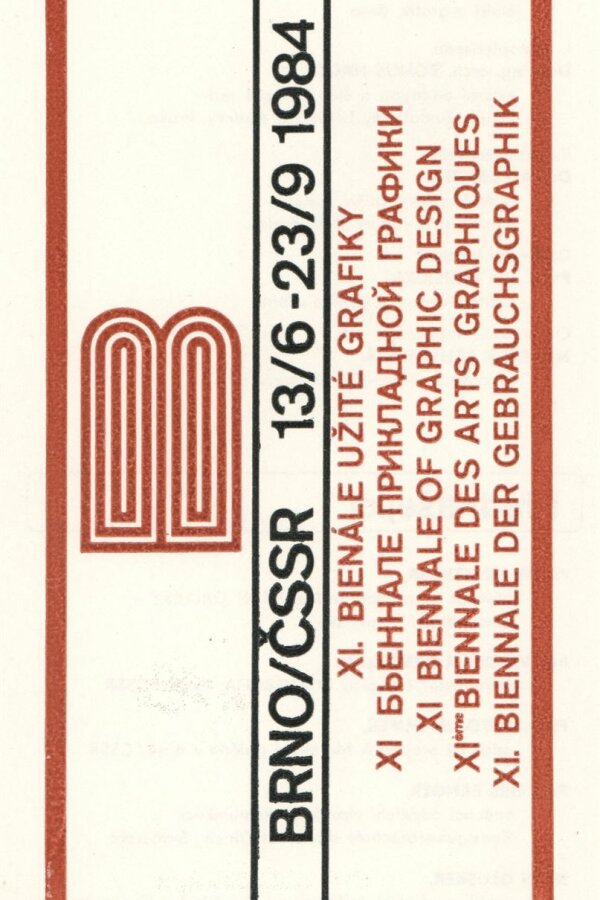 B
BRNO/ČSSR 13/6-23/9 1984
XI. BIENÁLE UŽITÉ GRAFIKY
XI БЬЕННАЛЕ ПРИКЛАДНОЙ ГРАФИКИ
XI BIENNALE OF GRAPHIC DESIGN
XIème BIENNALE DES ARTS GRAPHIQUES
XI. BIENNALE DER GEBRAUCHSGRAPHIK